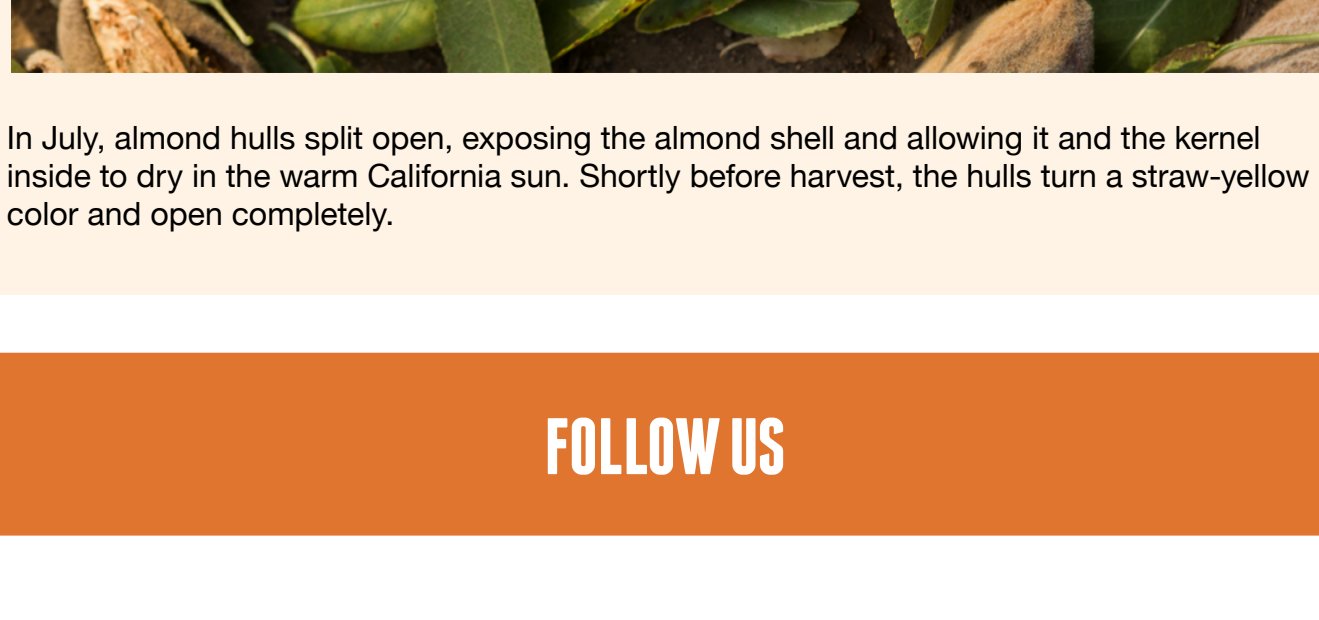 In July, almond hulls split open, exposing the almond shell and allowing it and the kernel
inside to dry in the warm California sun. Shortly before harvest, the hulls turn a straw-yellow
color and open completely.
FOLLOW US